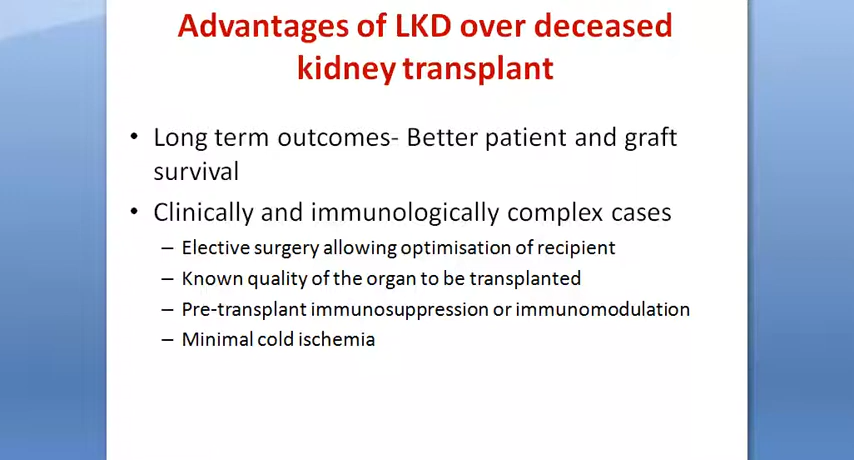 Advantages of LKD over deceased
kidney transplant
• Long term outcomes- Better patient and graft
survival
• Clinically and immunologically complex cases
– Elective surgery allowing optimisation of recipient
– Known quality of the organ to be transplanted
– Pre-transplant immunosuppression or immunomodulation
– Minimal cold ischemia